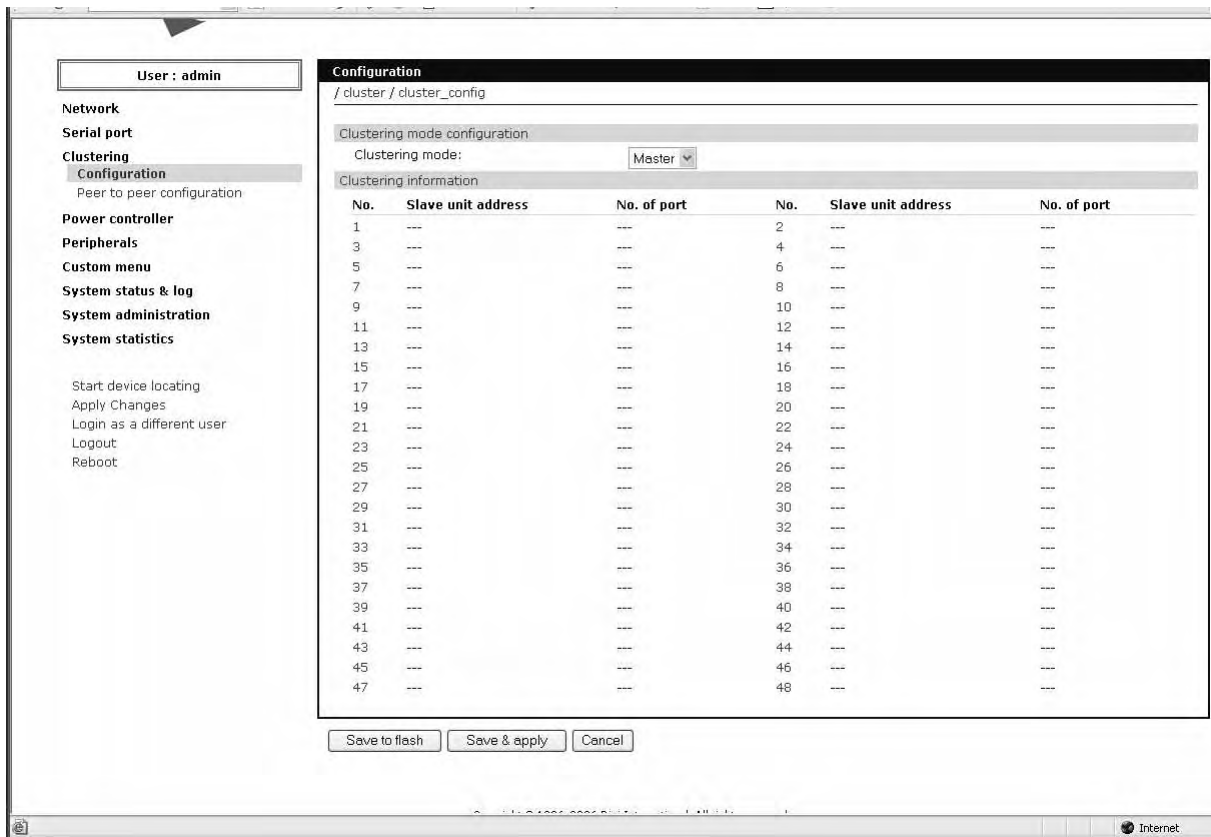 User : admin
Network
Serial port
Clustering
Configuration
Peer to peer configuration
Power controller
Peripherals
Custom menu
System status & log
System administration
System statistics
Start device locating
Apply Changes
Login as a different user
Logout
Reboot
Configuration
/ cluster / cluster_config
Clustering mode configuration
Clustering mode: Master
Clustering information
No. Slave unit address No. of port No. Slave unit address No. of port
1 --- --- 2 --- ---
3 --- --- 4 --- ---
5 --- --- 6 --- ---
7 --- --- 8 --- ---
9 --- --- 10 --- ---
11 --- --- 12 --- ---
13 --- --- 14 --- ---
15 --- --- 16 --- ---
17 --- --- 18 --- ---
19 --- --- 20 --- ---
21 --- --- 22 --- ---
23 --- --- 24 --- ---
25 --- --- 26 --- ---
27 --- --- 28 --- ---
29 --- --- 30 --- ---
31 --- --- 32 --- ---
33 --- --- 34 --- ---
35 --- --- 36 --- ---
37 --- --- 38 --- ---
39 --- --- 40 --- ---
41 --- --- 42 --- ---
43 --- --- 44 --- ---
45 --- --- 46 --- ---
47 --- --- 48 --- ---
Save to flash Save & apply Cancel
Internet